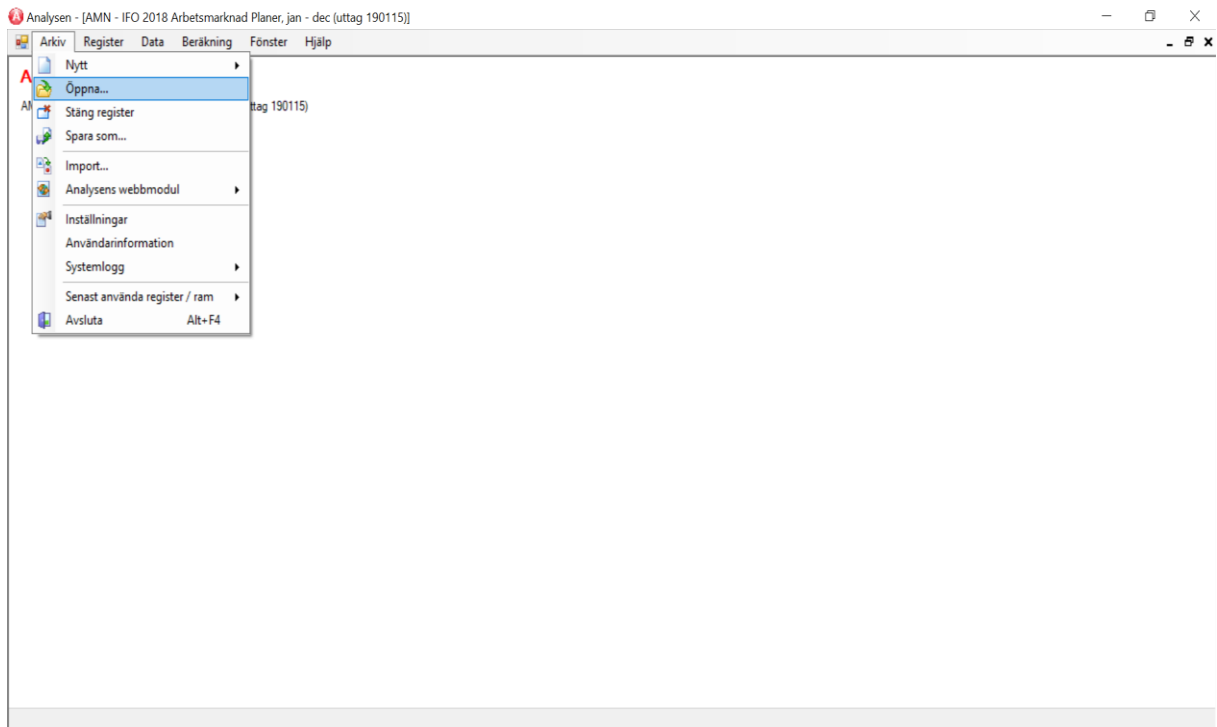 Analysen - [AMN - IFO 2018 Arbetsmarknad Planer, jan - dec (uttag 190115)]
Arkiv Register Data Beräkning Fönster Hjälp
Nytt
A
Öppna...
AM ttag 190115)
Stäng register
Spara som...
Import...
Analysens webbmodul
Inställningar
Användarinformation
Systemlogg
Senast använda register / ram
Avsluta Alt+F4